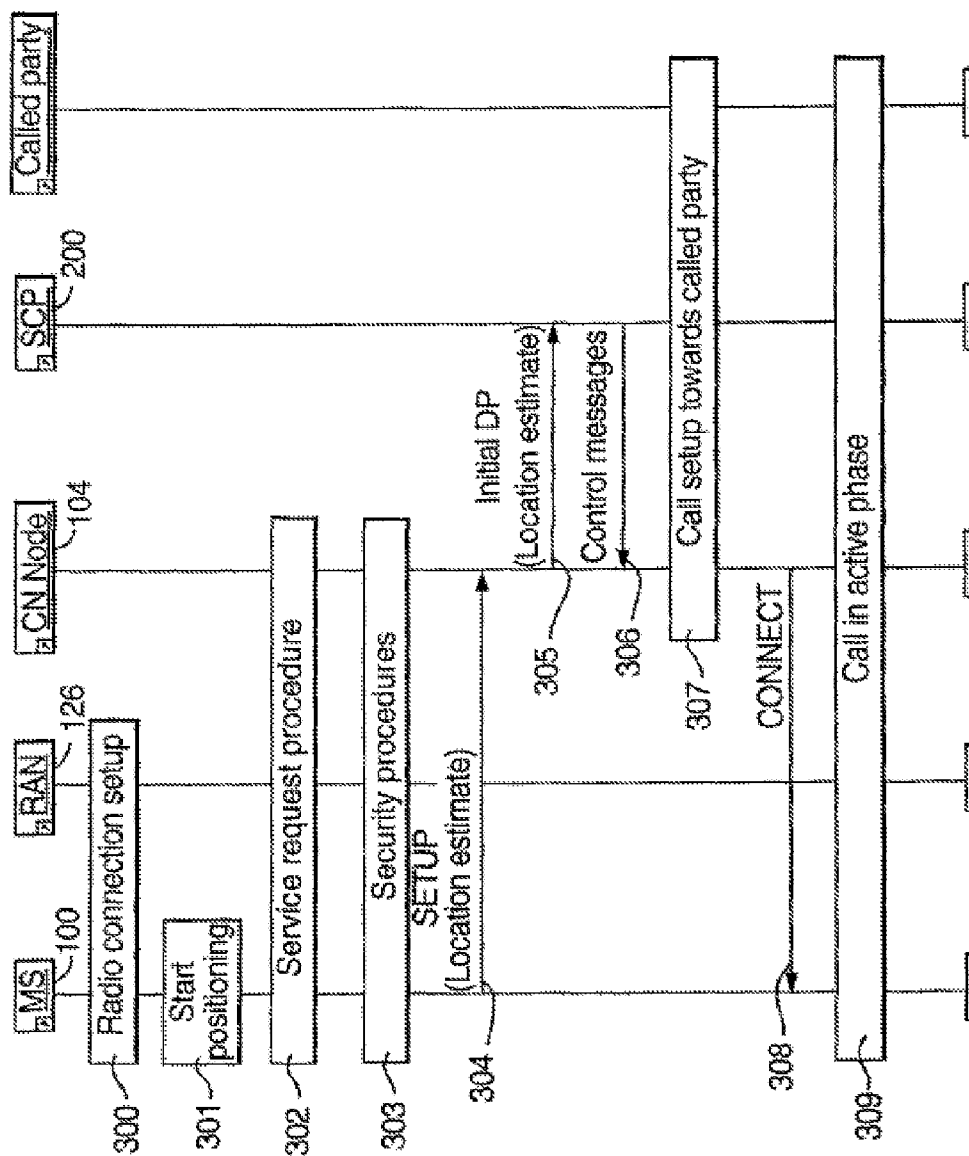 MS
100
RAN
126
CN Node
104
SCP
200
Called party
Radio connection setup
300
Start
positioning
301
Service request procedure
302
Security procedures
303
SETUP
(Location estimate)
304
Initial DP
(Location estimate)
305
Control messages
306
Call setup towards called party
307
CONNECT
308
Call in active phase
309